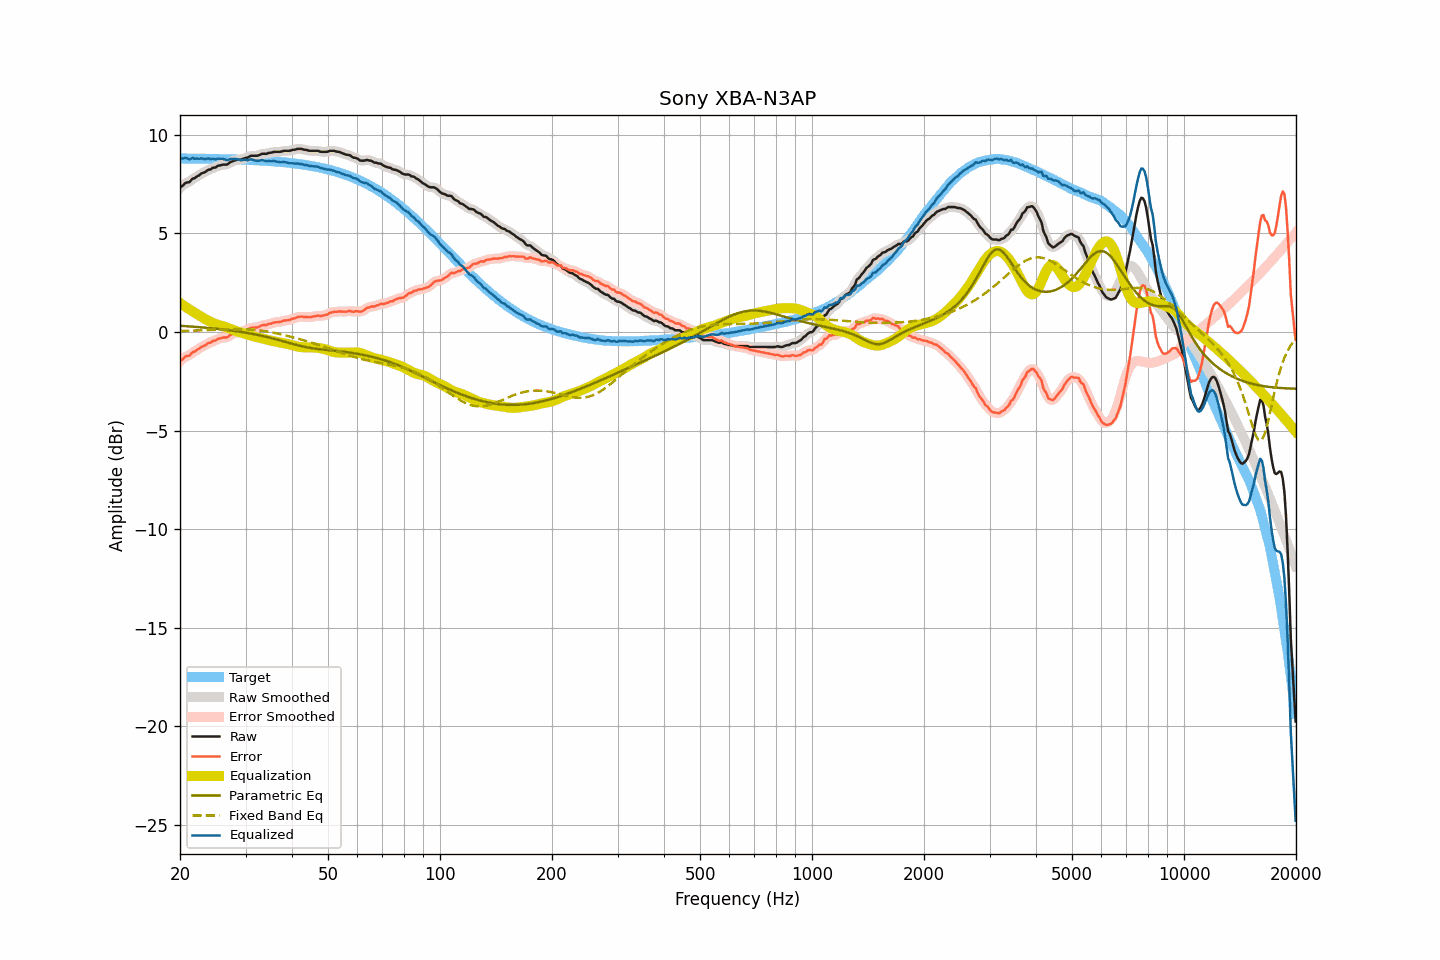 Sony XBA-N3AP
10
5
0
−5
−10
−15
−20
−25
Amplitude (dBr)
Target
Raw Smoothed
Error Smoothed
Raw
Error
Equalization
Parametric Eq
Fixed Band Eq
Equalized
20 50 100 200 500 1000 2000 5000 10000 20000
Frequency (Hz)